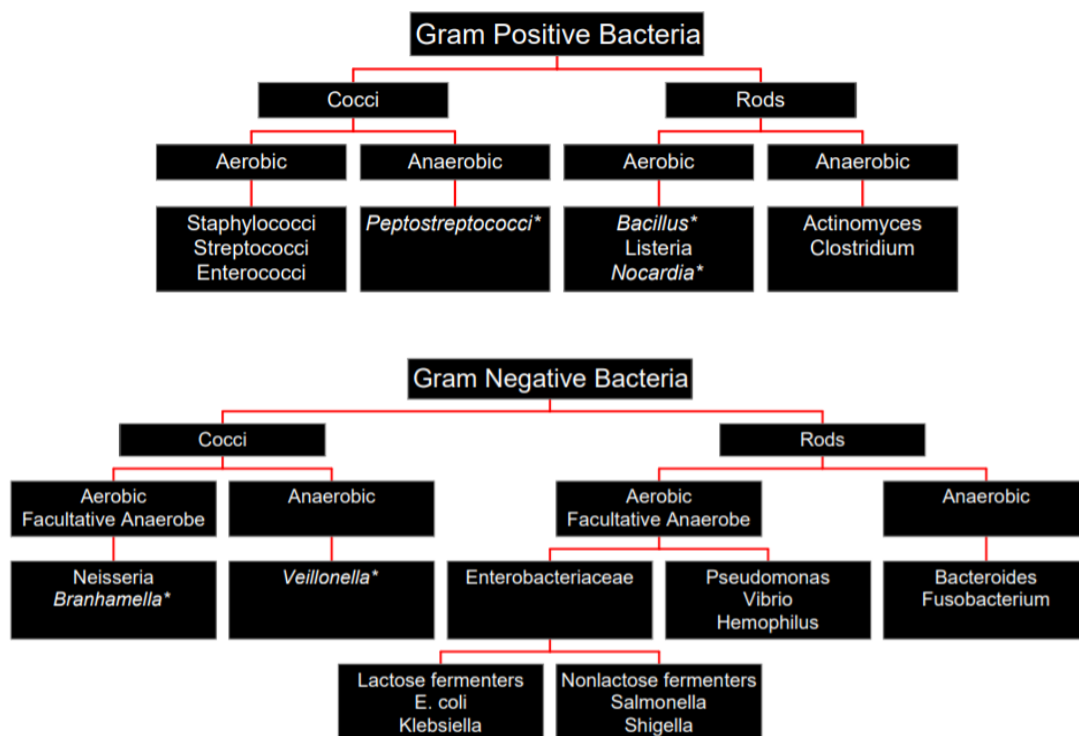 Gram Positive Bacteria
Cocci
Rods
Aerobic
Anaerobic
Aerobic
Anaerobic
Staphylococci
Streptococci
Enterococci
Peptostreptococci*
Bacillus*
Listeria
Nocardia*
Actinomyces
Clostridium
Gram Negative Bacteria
Cocci
Rods
Aerobic
Facultative Anaerobe
Anaerobic
Aerobic
Facultative Anaerobe
Anaerobic
Neisseria
Branhamella*
Veillonella*
Enterobacteriaceae
Pseudomonas
Vibrio
Hemophilus
Bacteroides
Fusobacterium
Lactose fermenters
E. coli
Klebsiella
Nonlactose fermenters
Salmonella
Shigella